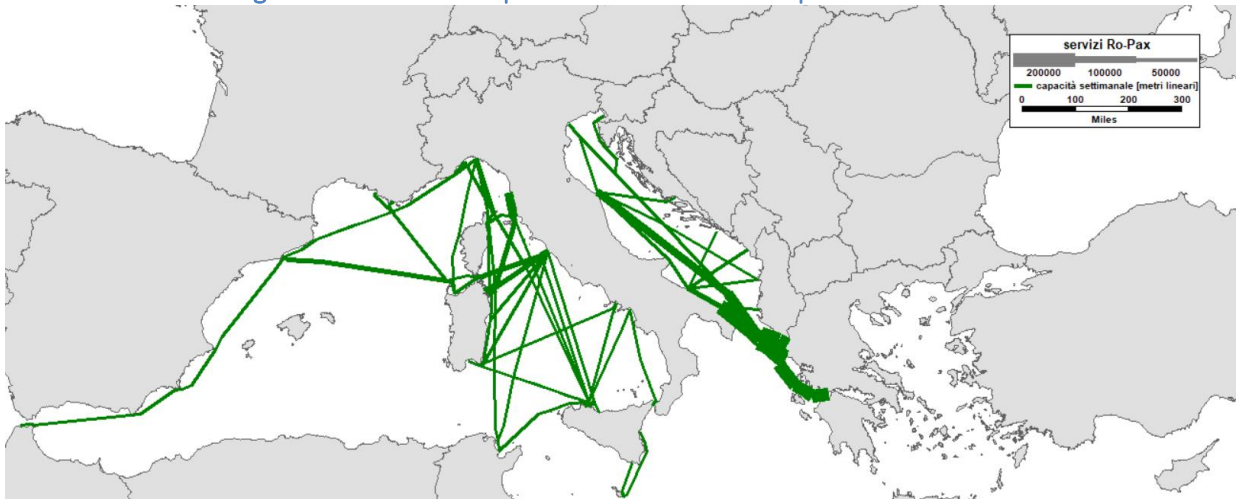 servizi Ro-Pax
200000 100000 50000
capacità settimanale [metri lineari]
0 100 200 300
Miles